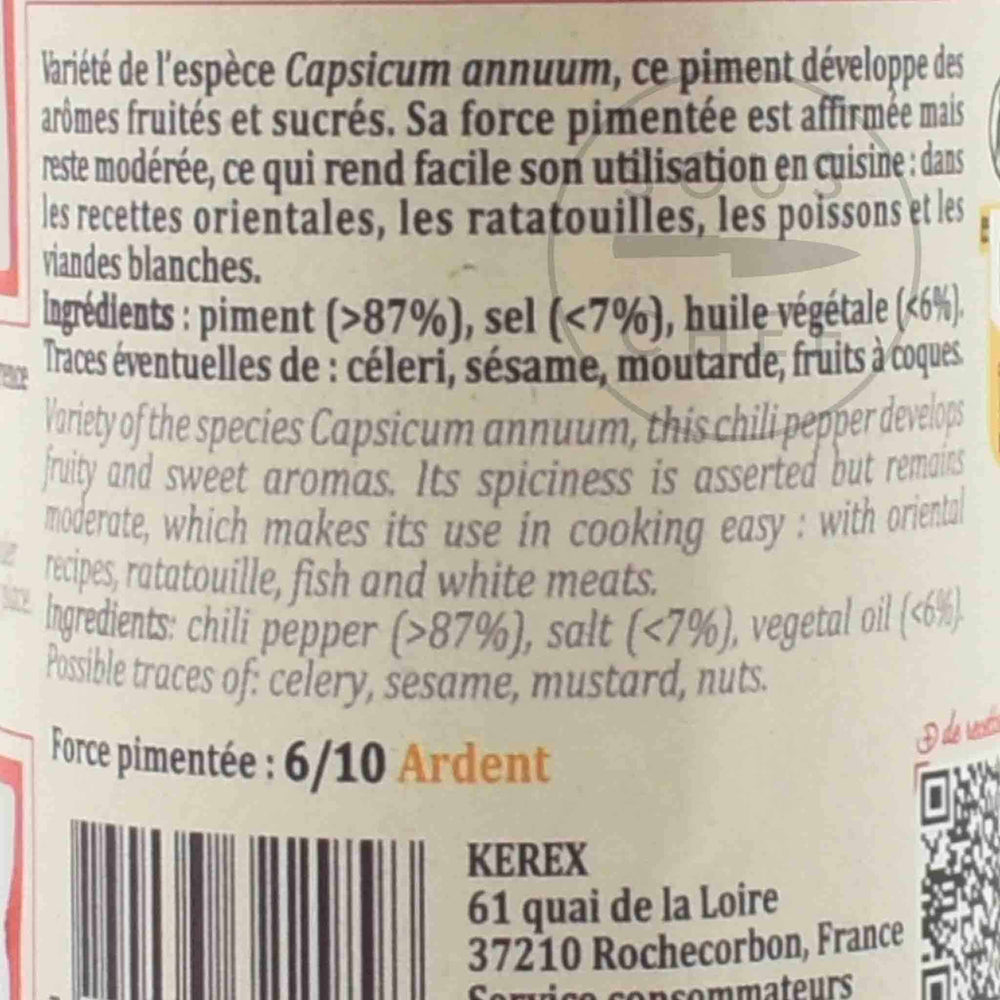 Variété de l'espèce Capsicum annuum, ce piment développe des
arômes fruités et sucrés. Sa force pimentée est affirmée mais
reste modérée, ce qui rend facile son utilisation en cuisine : dans
les recettes orientales, les ratatouilles, les poissons et les
viandes blanches.
Ingrédients : piment (>87%), sel (<7%), huile végétale (<6%).
Traces éventuelles de : céleri, sésame, moutarde, fruits à coques.
Variety of the species Capsicum annuum, this chili pepper develops
fruity and sweet aromas. Its spiciness is asserted but remains
moderate, which makes its use in cooking easy : with oriental
recipes, ratatouille, fish and white meats.
Ingredients: chili pepper (>87%), salt (<7%), vegetal oil (<6%).
Possible traces of: celery, sesame, mustard, nuts.
Force pimentée : 6/10 Ardent
KEREX
61 quai de la Loire
37210 Rochecorbon, France
Service consommateurs
de
SOUS
CHEF